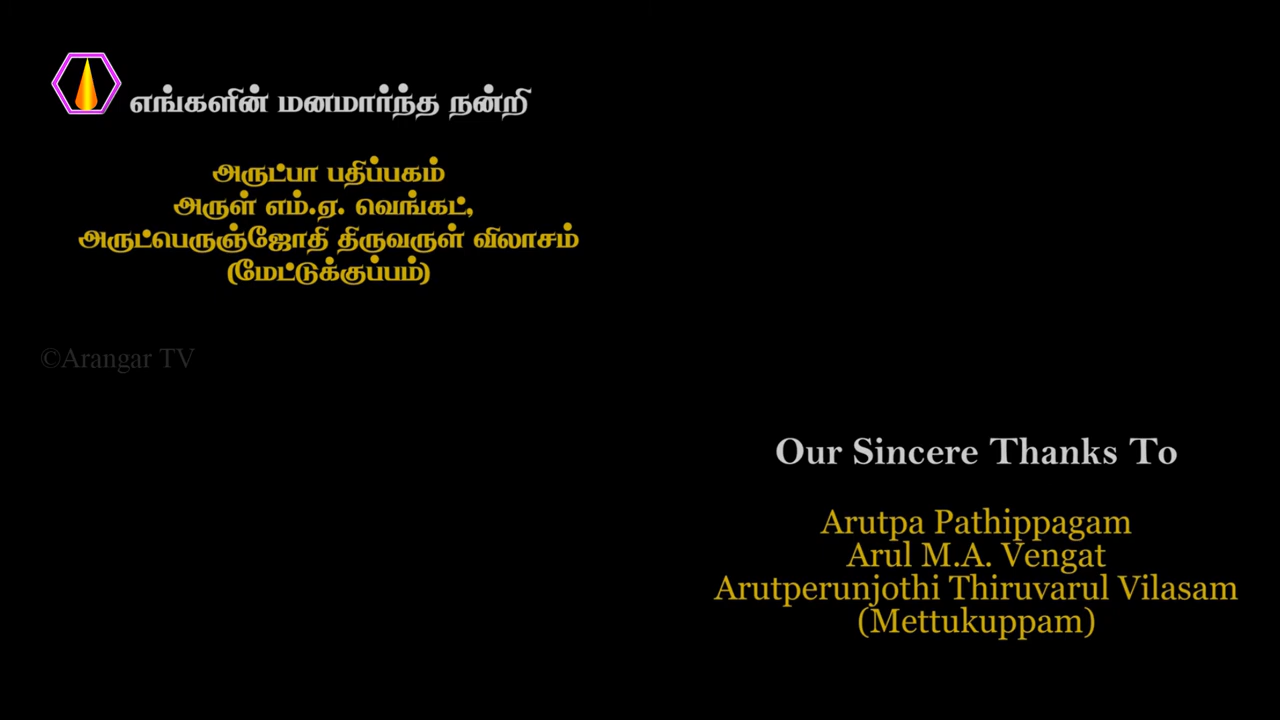 எங்களின் மனமார்ந்த நன்றி
அருட்பா பதிப்பகம்
அருள் எம்.ஏ. வெங்கட்,
அருட்பெருஞ்ஜோதி திருவருள் விலாசம்
(மேட்டுக்குப்பம்)
©Arangar TV
Our Sincere Thanks To
Arutpa Pathippagam
Arul M.A. Vengat
Arutperunjothi Thiruvarul Vilasam
(Mettukuppam)